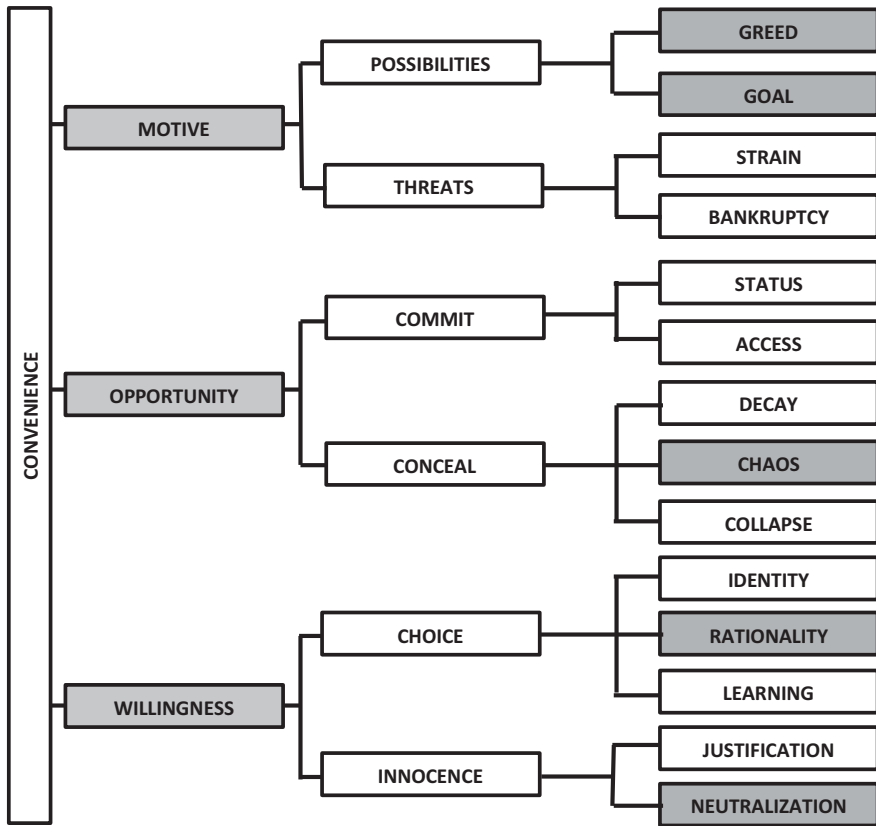 CONVENIENCE
MOTIVE
POSSIBILITIES
GREED
GOAL
THREATS
STRAIN
BANKRUPTCY
OPPORTUNITY
COMMIT
STATUS
ACCESS
CONCEAL
DECAY
CHAOS
COLLAPSE
WILLINGNESS
CHOICE
IDENTITY
RATIONALITY
LEARNING
INNOCENCE
JUSTIFICATION
NEUTRALIZATION